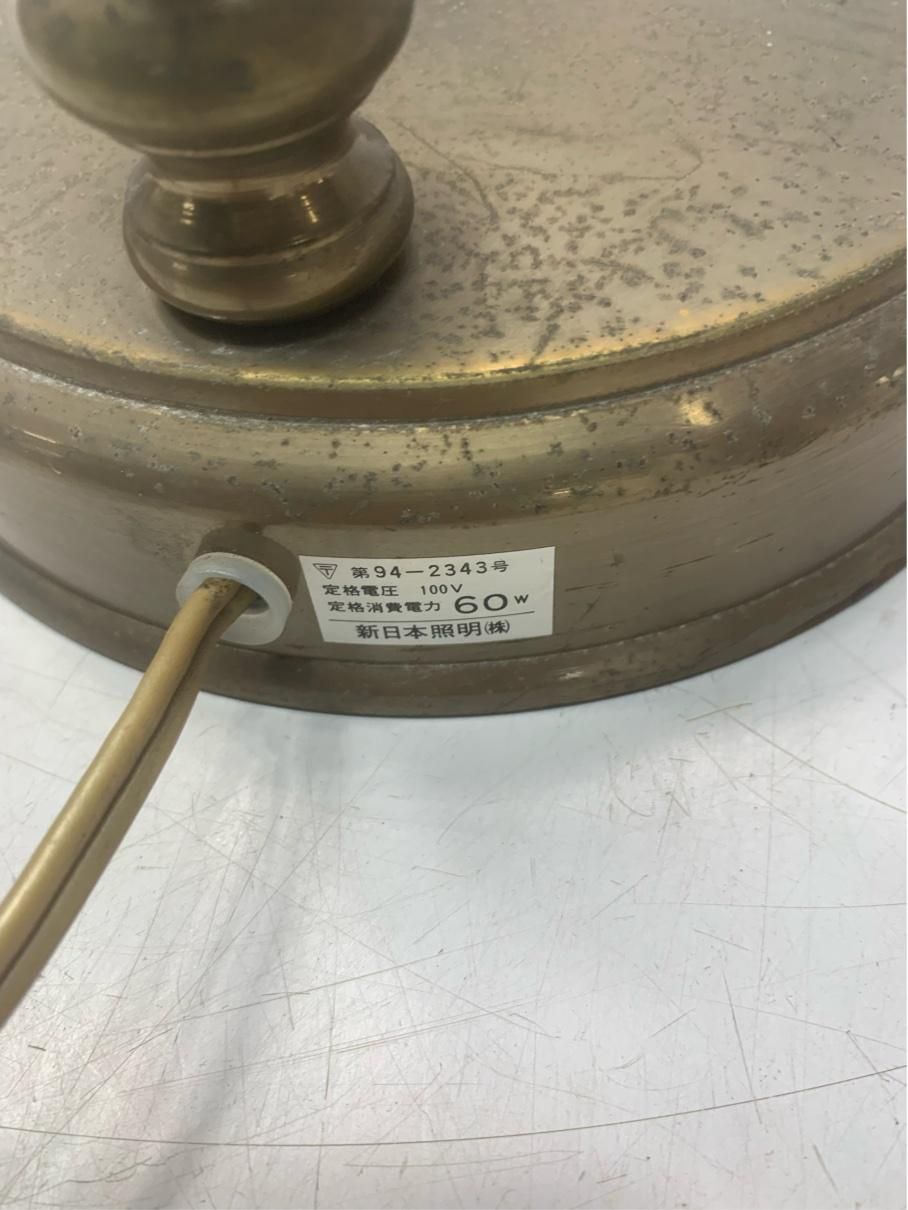 〒 第94-2343号
定格電圧 100V
定格消費電力 60W
新日本照明㈱